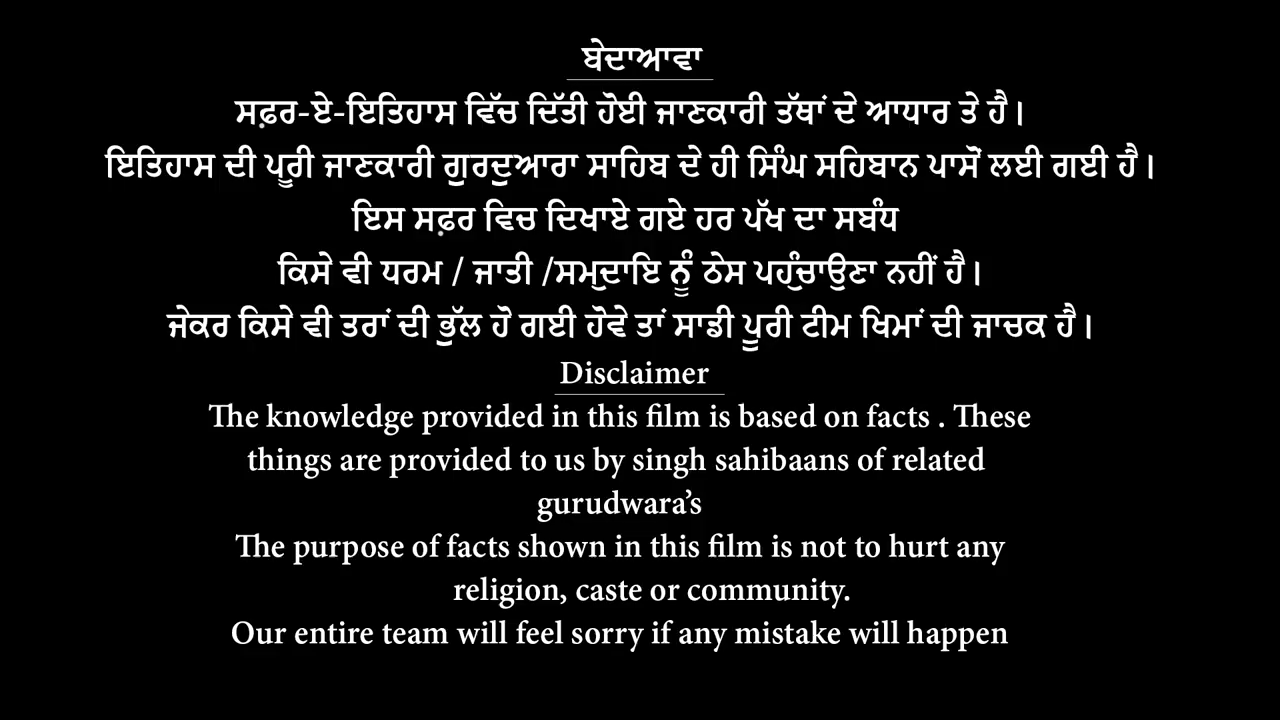 ਬੇਦਾਆਵਾ
ਸਫ਼ਰ-ਏ-ਇਤਿਹਾਸ ਵਿੱਚ ਦਿੱਤੀ ਹੋਈ ਜਾਣਕਾਰੀ ਤੱਥਾਂ ਦੇ ਆਧਾਰ ਤੇ ਹੈ।
ਇਤਿਹਾਸ ਦੀ ਪੂਰੀ ਜਾਣਕਾਰੀ ਗੁਰਦੁਆਰਾ ਸਾਹਿਬ ਦੇ ਹੀ ਸਿੰਘ ਸਹਿਬਾਨ ਪਾਸੋਂ ਲਈ ਗਈ ਹੈ।
ਇਸ ਸਫ਼ਰ ਵਿਚ ਦਿਖਾਏ ਗਏ ਹਰ ਪੱਖ ਦਾ ਸਬੰਧ
ਕਿਸੇ ਵੀ ਧਰਮ / ਜਾਤੀ /ਸਮੁਦਾਇ ਨੂੰ ਠੇਸ ਪਹੁੰਚਾਉਣਾ ਨਹੀਂ ਹੈ।
ਜੇਕਰ ਕਿਸੇ ਵੀ ਤਰਾਂ ਦੀ ਭੁੱਲ ਹੋ ਗਈ ਹੋਵੇ ਤਾਂ ਸਾਡੀ ਪੂਰੀ ਟੀਮ ਖਿਮਾਂ ਦੀ ਜਾਚਕ ਹੈ।
Disclaimer
The knowledge provided in this film is based on facts . These
things are provided to us by singh sahibaans of related
gurudwara’s
The purpose of facts shown in this film is not to hurt any
religion, caste or community.
Our entire team will feel sorry if any mistake will happen